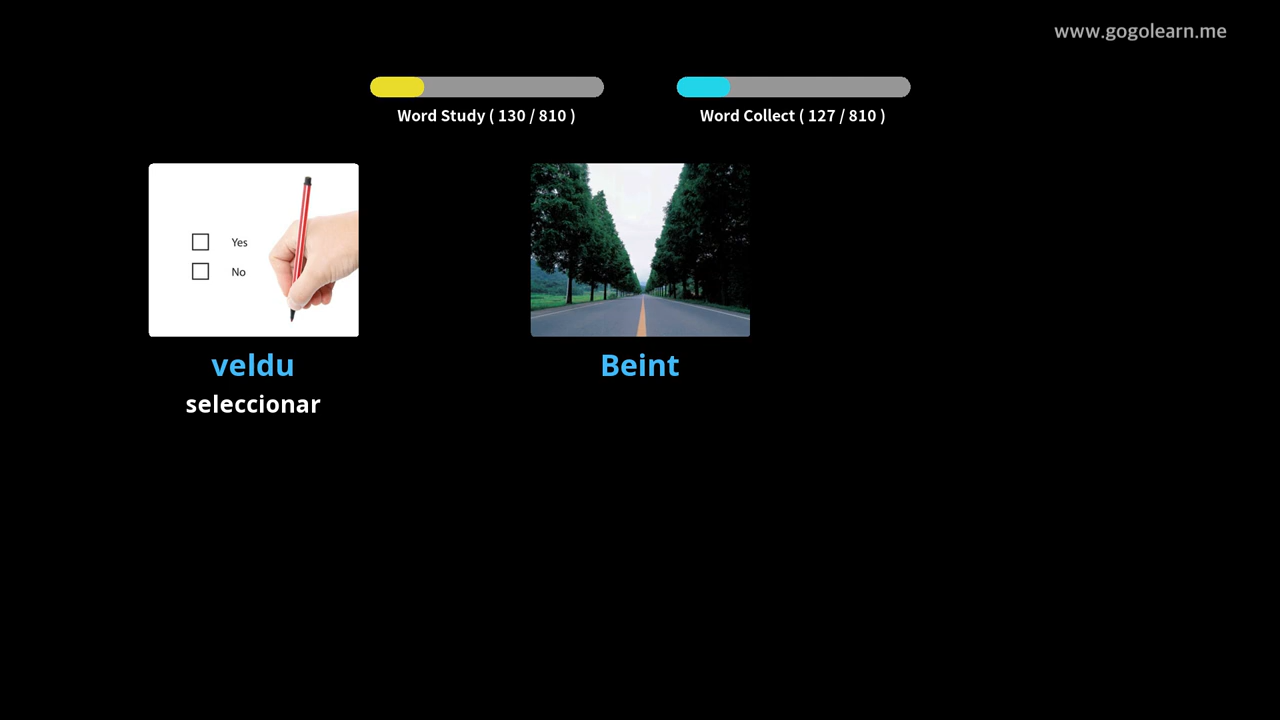 www.gogolearn.me
Word Study ( 130 / 810 )
Word Collect ( 127 / 810 )
Yes
No
veldu
Beint
seleccionar